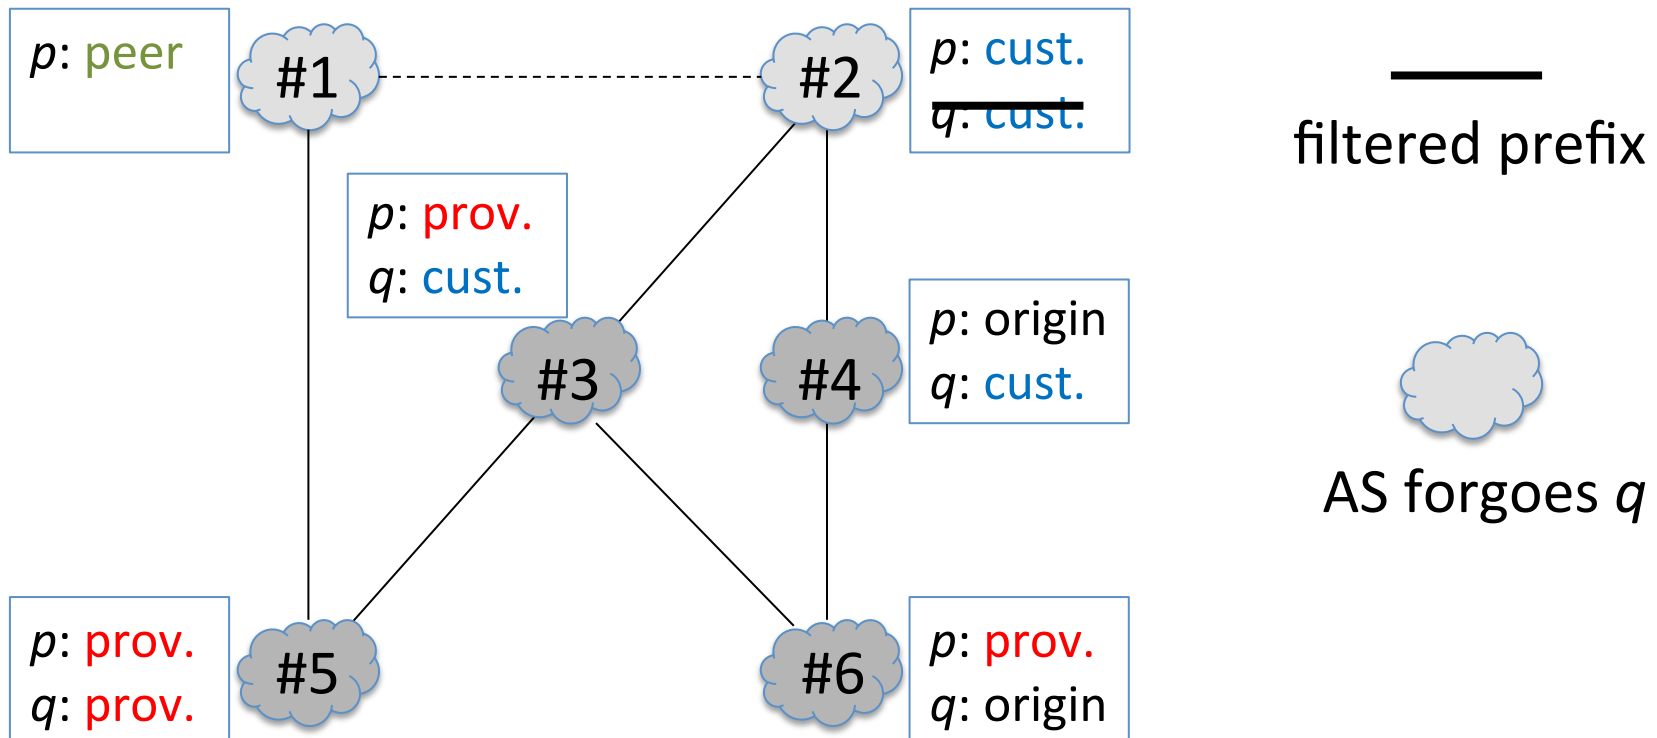 p: peer
#1
#2
p: cust.
q: cust.
filtered prefix
p: prov.
q: cust.
#3
#4
p: origin
q: cust.
AS forgoes q
p: prov.
q: prov.
#5
#6
p: prov.
q: origin